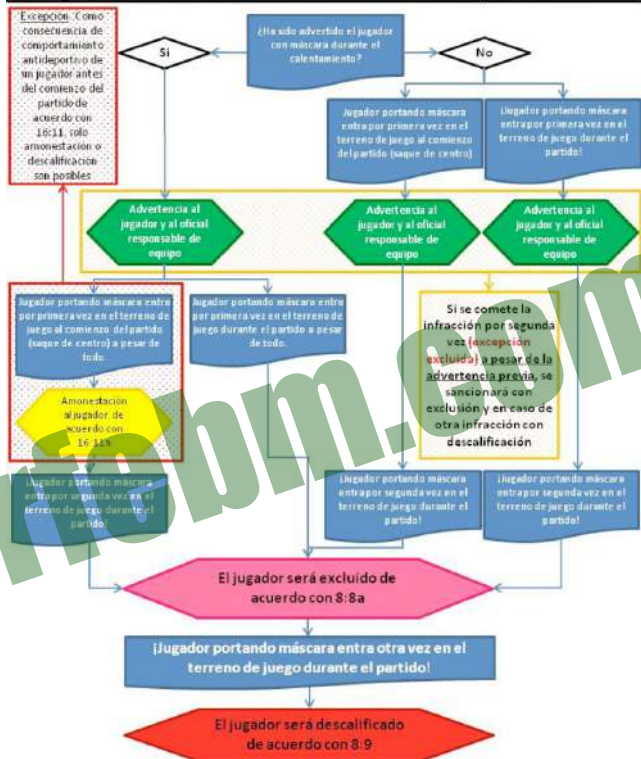 Excepción: Como
consecuencia de
comportamiento
antideportivo de
un jugador antes
del comienzo del
partido de
acuerdo con
16:11, solo
amonestación o
descalificación
son posibles
¿Ha sido advertido el jugador
con máscara durante el
calentamiento?
Si
No
Jugador portando máscara
entra por primera vez en el
terreno de juego al comienzo
del partido (saque de centro)
¡Jugador portando máscara
entra por primera vez en el
terreno de juego durante el
partido!
Advertencia al
jugador y al oficial
responsable de
equipo
Advertencia al
jugador y al oficial
responsable de
equipo
Advertencia al
jugador y al oficial
responsable de
equipo
Jugador portando máscara entra
por primera vez en el terreno de
juego al comienzo del partido
(saque de centro) a pesar de
todo.
Jugador portando máscara entra
por primera vez en el terreno de
juego durante el partido a pesar
de todo.
Si se comete la
infracción por segunda
vez (excepción
excluida) a pesar de la
advertencia previa, se
sancionará con
exclusión y en caso de
otra infracción con
descalificación
Amonestación
al jugador, de
acuerdo con
¡Jugador portando máscara
entra por segunda vez en el
terreno de juego durante el
partido!
¡Jugador portando máscara
entra por segunda vez en el
terreno de juego durante el
partido!
¡Jugador portando máscara
entra por segunda vez en el
terreno de juego durante el
partido!
El jugador será excluido de
acuerdo con 8:8a
¡Jugador portando máscara entra otra vez en el
terreno de juego durante el partido!
El jugador será descalificado
de acuerdo con 8:9
rfebm.com